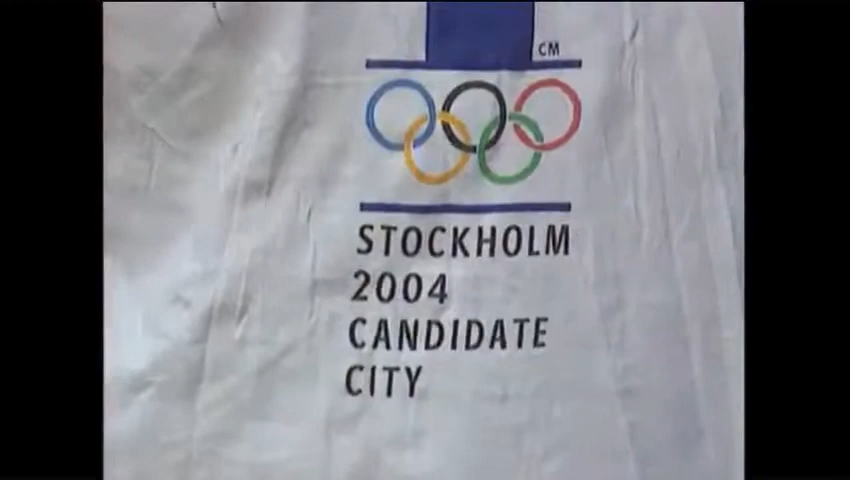 CM
STOCKHOLM
2004
CANDIDATE
CITY